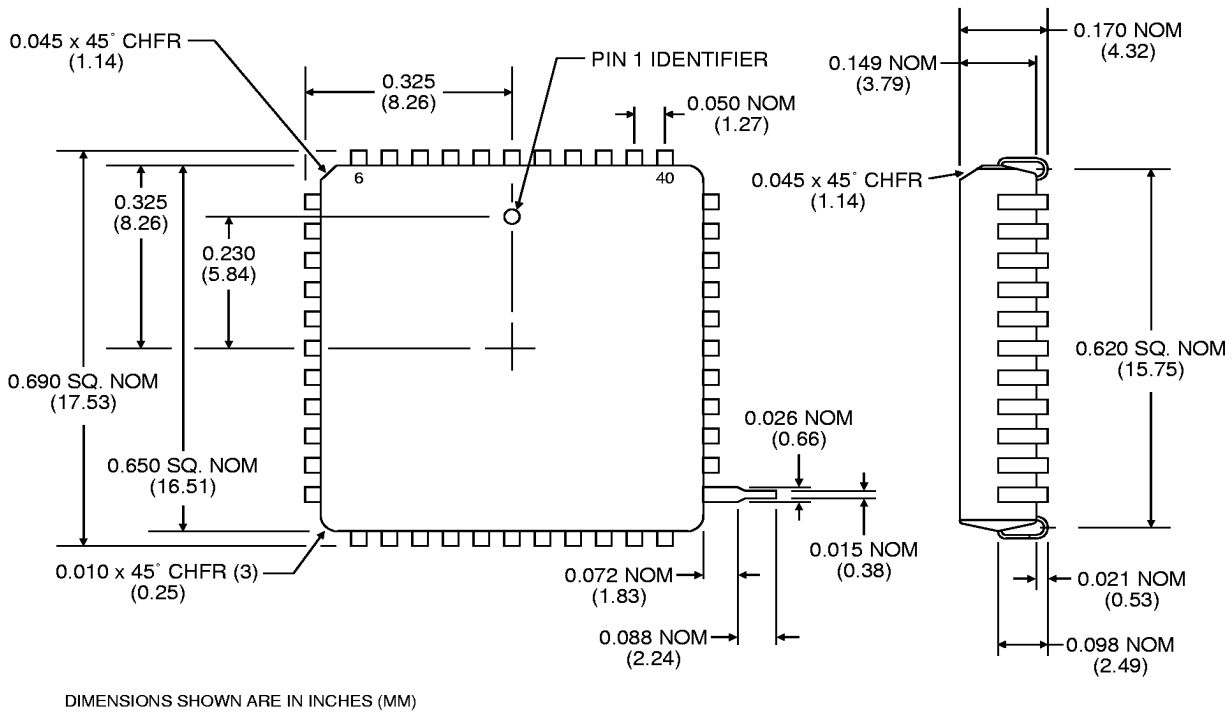 0.045 x 45° CHFR
(1.14)
0.325
(8.26)
PIN 1 IDENTIFIER
0.050 NOM
(1.27)
0.170 NOM
(4.32)
0.149 NOM
(3.79)
6
40
0.045 x 45° CHFR
(1.14)
0.325
(8.26)
0.230
(5.84)
0.690 SQ. NOM
(17.53)
0.620 SQ. NOM
(15.75)
0.650 SQ. NOM
(16.51)
0.026 NOM
(0.66)
0.010 x 45° CHFR (3)
(0.25)
0.072 NOM
(1.83)
0.015 NOM
(0.38)
0.021 NOM
(0.53)
0.088 NOM
(2.24)
0.098 NOM
(2.49)
DIMENSIONS SHOWN ARE IN INCHES (MM)